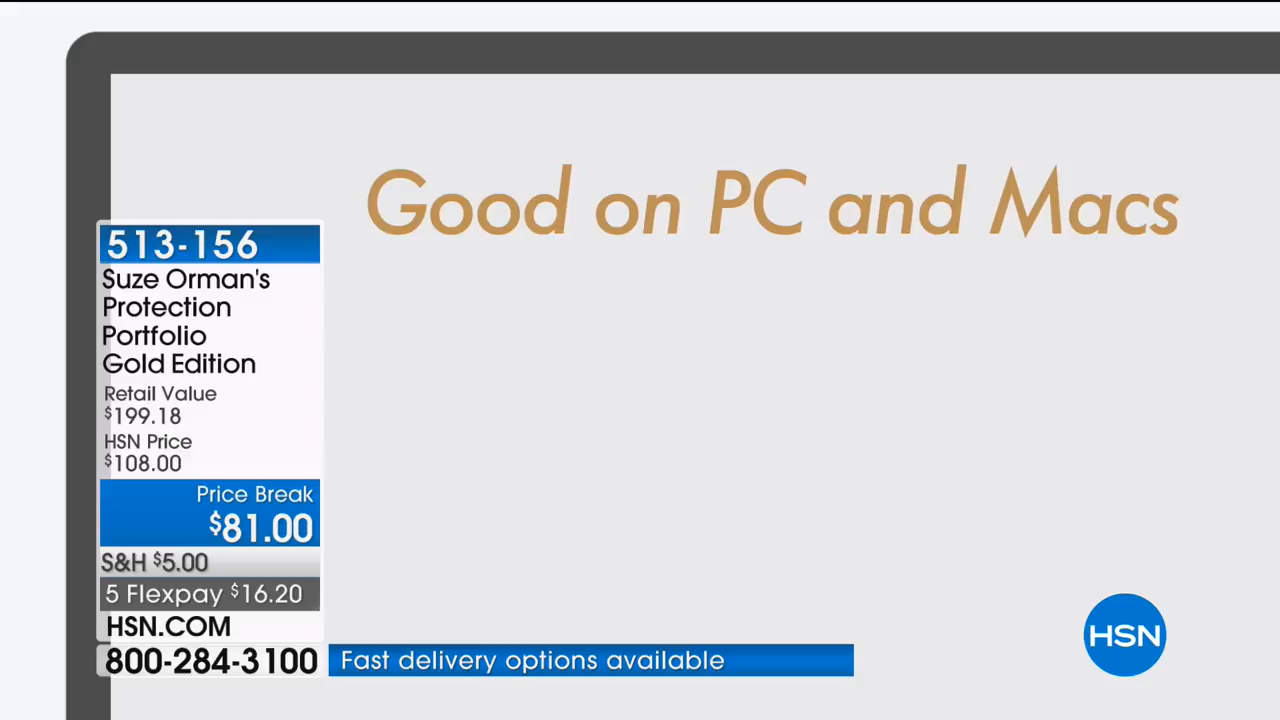 Good on PC and Macs
513-156
Suze Orman's
Protection
Portfolio
Gold Edition
Retail Value
$199.18
HSN Price
$108.00
Price Break
$81.00
S&H $5.00
5 Flexpay $16.20
HSN.COM
800-284-3100
Fast delivery options available
HSN